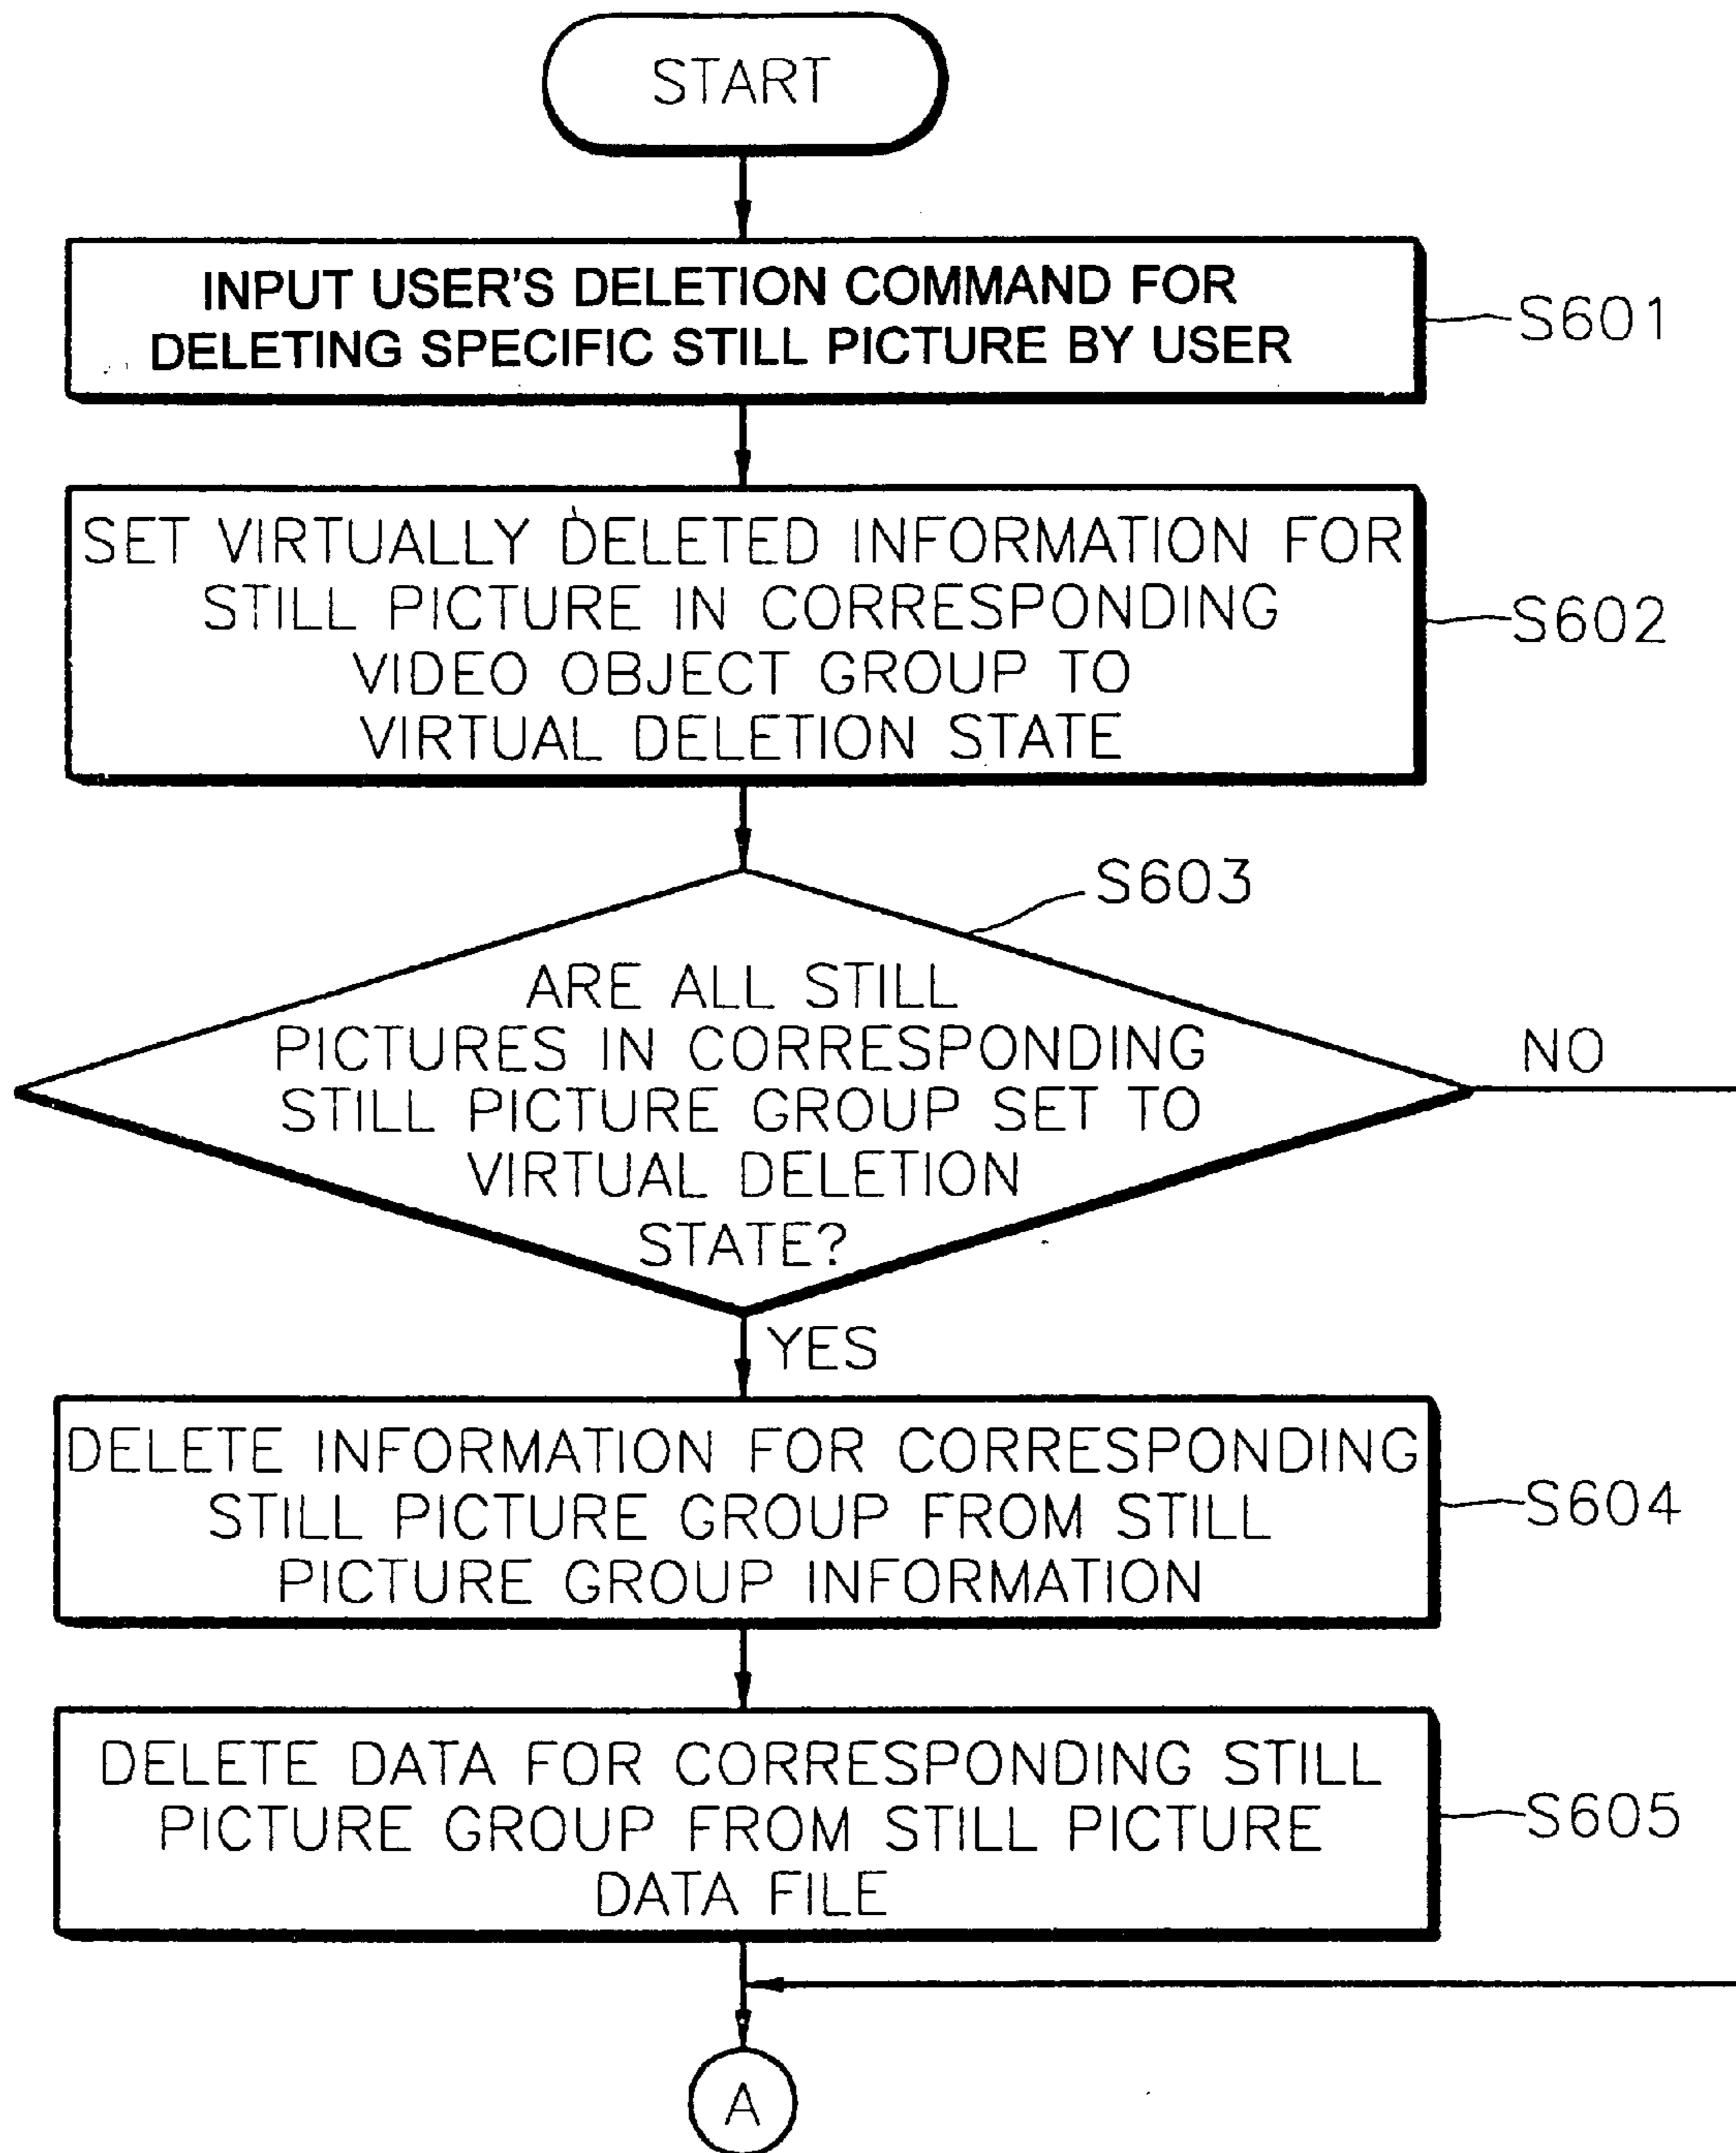 START
INPUT USER'S DELETION COMMAND FOR
DELETING SPECIFIC STILL PICTURE BY USER
S601
SET VIRTUALLY DELETED INFORMATION FOR
STILL PICTURE IN CORRESPONDING
VIDEO OBJECT GROUP TO
VIRTUAL DELETION STATE
S602
S603
ARE ALL STILL
PICTURES IN CORRESPONDING
STILL PICTURE GROUP SET TO
VIRTUAL DELETION
STATE?
NO
YES
DELETE INFORMATION FOR CORRESPONDING
STILL PICTURE GROUP FROM STILL
PICTURE GROUP INFORMATION
S604
DELETE DATA FOR CORRESPONDING STILL
PICTURE GROUP FROM STILL PICTURE
DATA FILE
S605
A